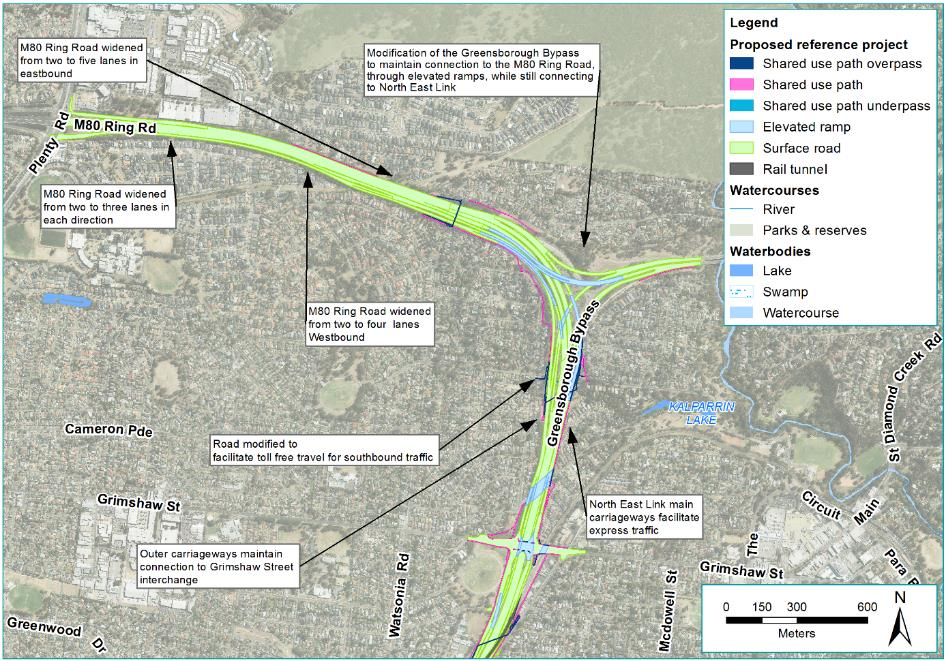 M80 Ring Road widened
from two to five lanes in
eastbound
Modification of the Greensborough Bypass
to maintain connection to the M80 Ring Road,
through elevated ramps, while still connecting
to North East Link
Legend
Proposed reference project
Shared use path overpass
Shared use path
Shared use path underpass
Elevated ramp
Surface road
Rail tunnel
Watercourses
River
Parks & reserves
Waterbodies
Lake
Swamp
Watercourse
Plenty Rd
M80 Ring Rd
M80 Ring Road widened
from two to three lanes in
each direction
M80 Ring Road widened
from two to four lanes
Westbound
Greensborough Bypass
St Diamond Creek Rd
KALPARRIN
LAKE
Cameron Pde
Road modified to
facilitate toll free travel for southbound traffic
Grimshaw St
North East Link main
carriageways facilitate
express traffic
Circuit
Main
The
Outer carriageways maintain
connection to Grimshaw Street
interchange
Watsonia Rd
Grimshaw St
McDowell St
Para
Greenwood
Dr
N
0 150 300 600
Meters